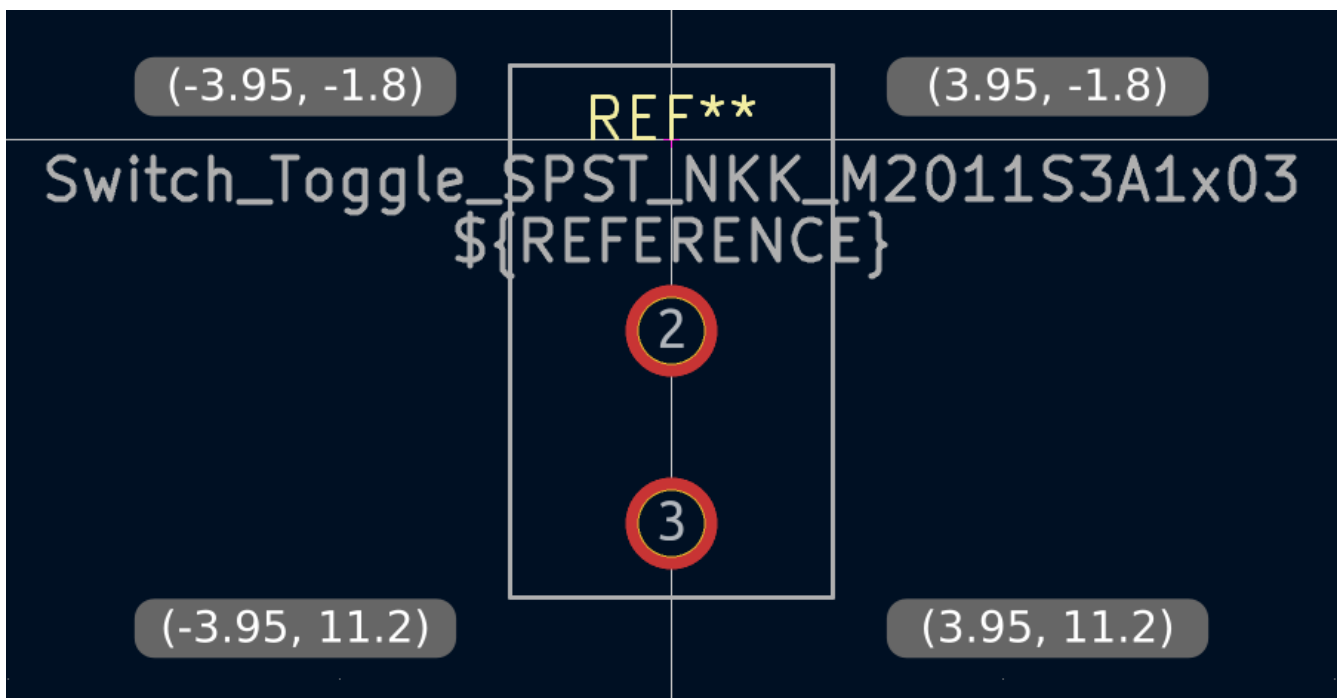 (-3.95, -1.8)
REF**
(3.95, -1.8)
Switch_Toggle_SPST_NKK_M2011S3A1x03
${REFERENCE}
2
3
(-3.95, 11.2)
(3.95, 11.2)